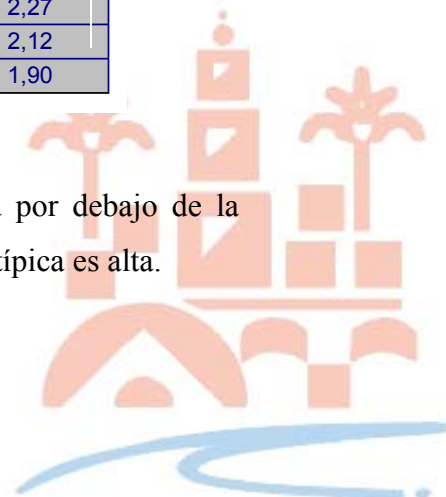 2,27
2,12
1,90
por debajo de la
típica es alta.